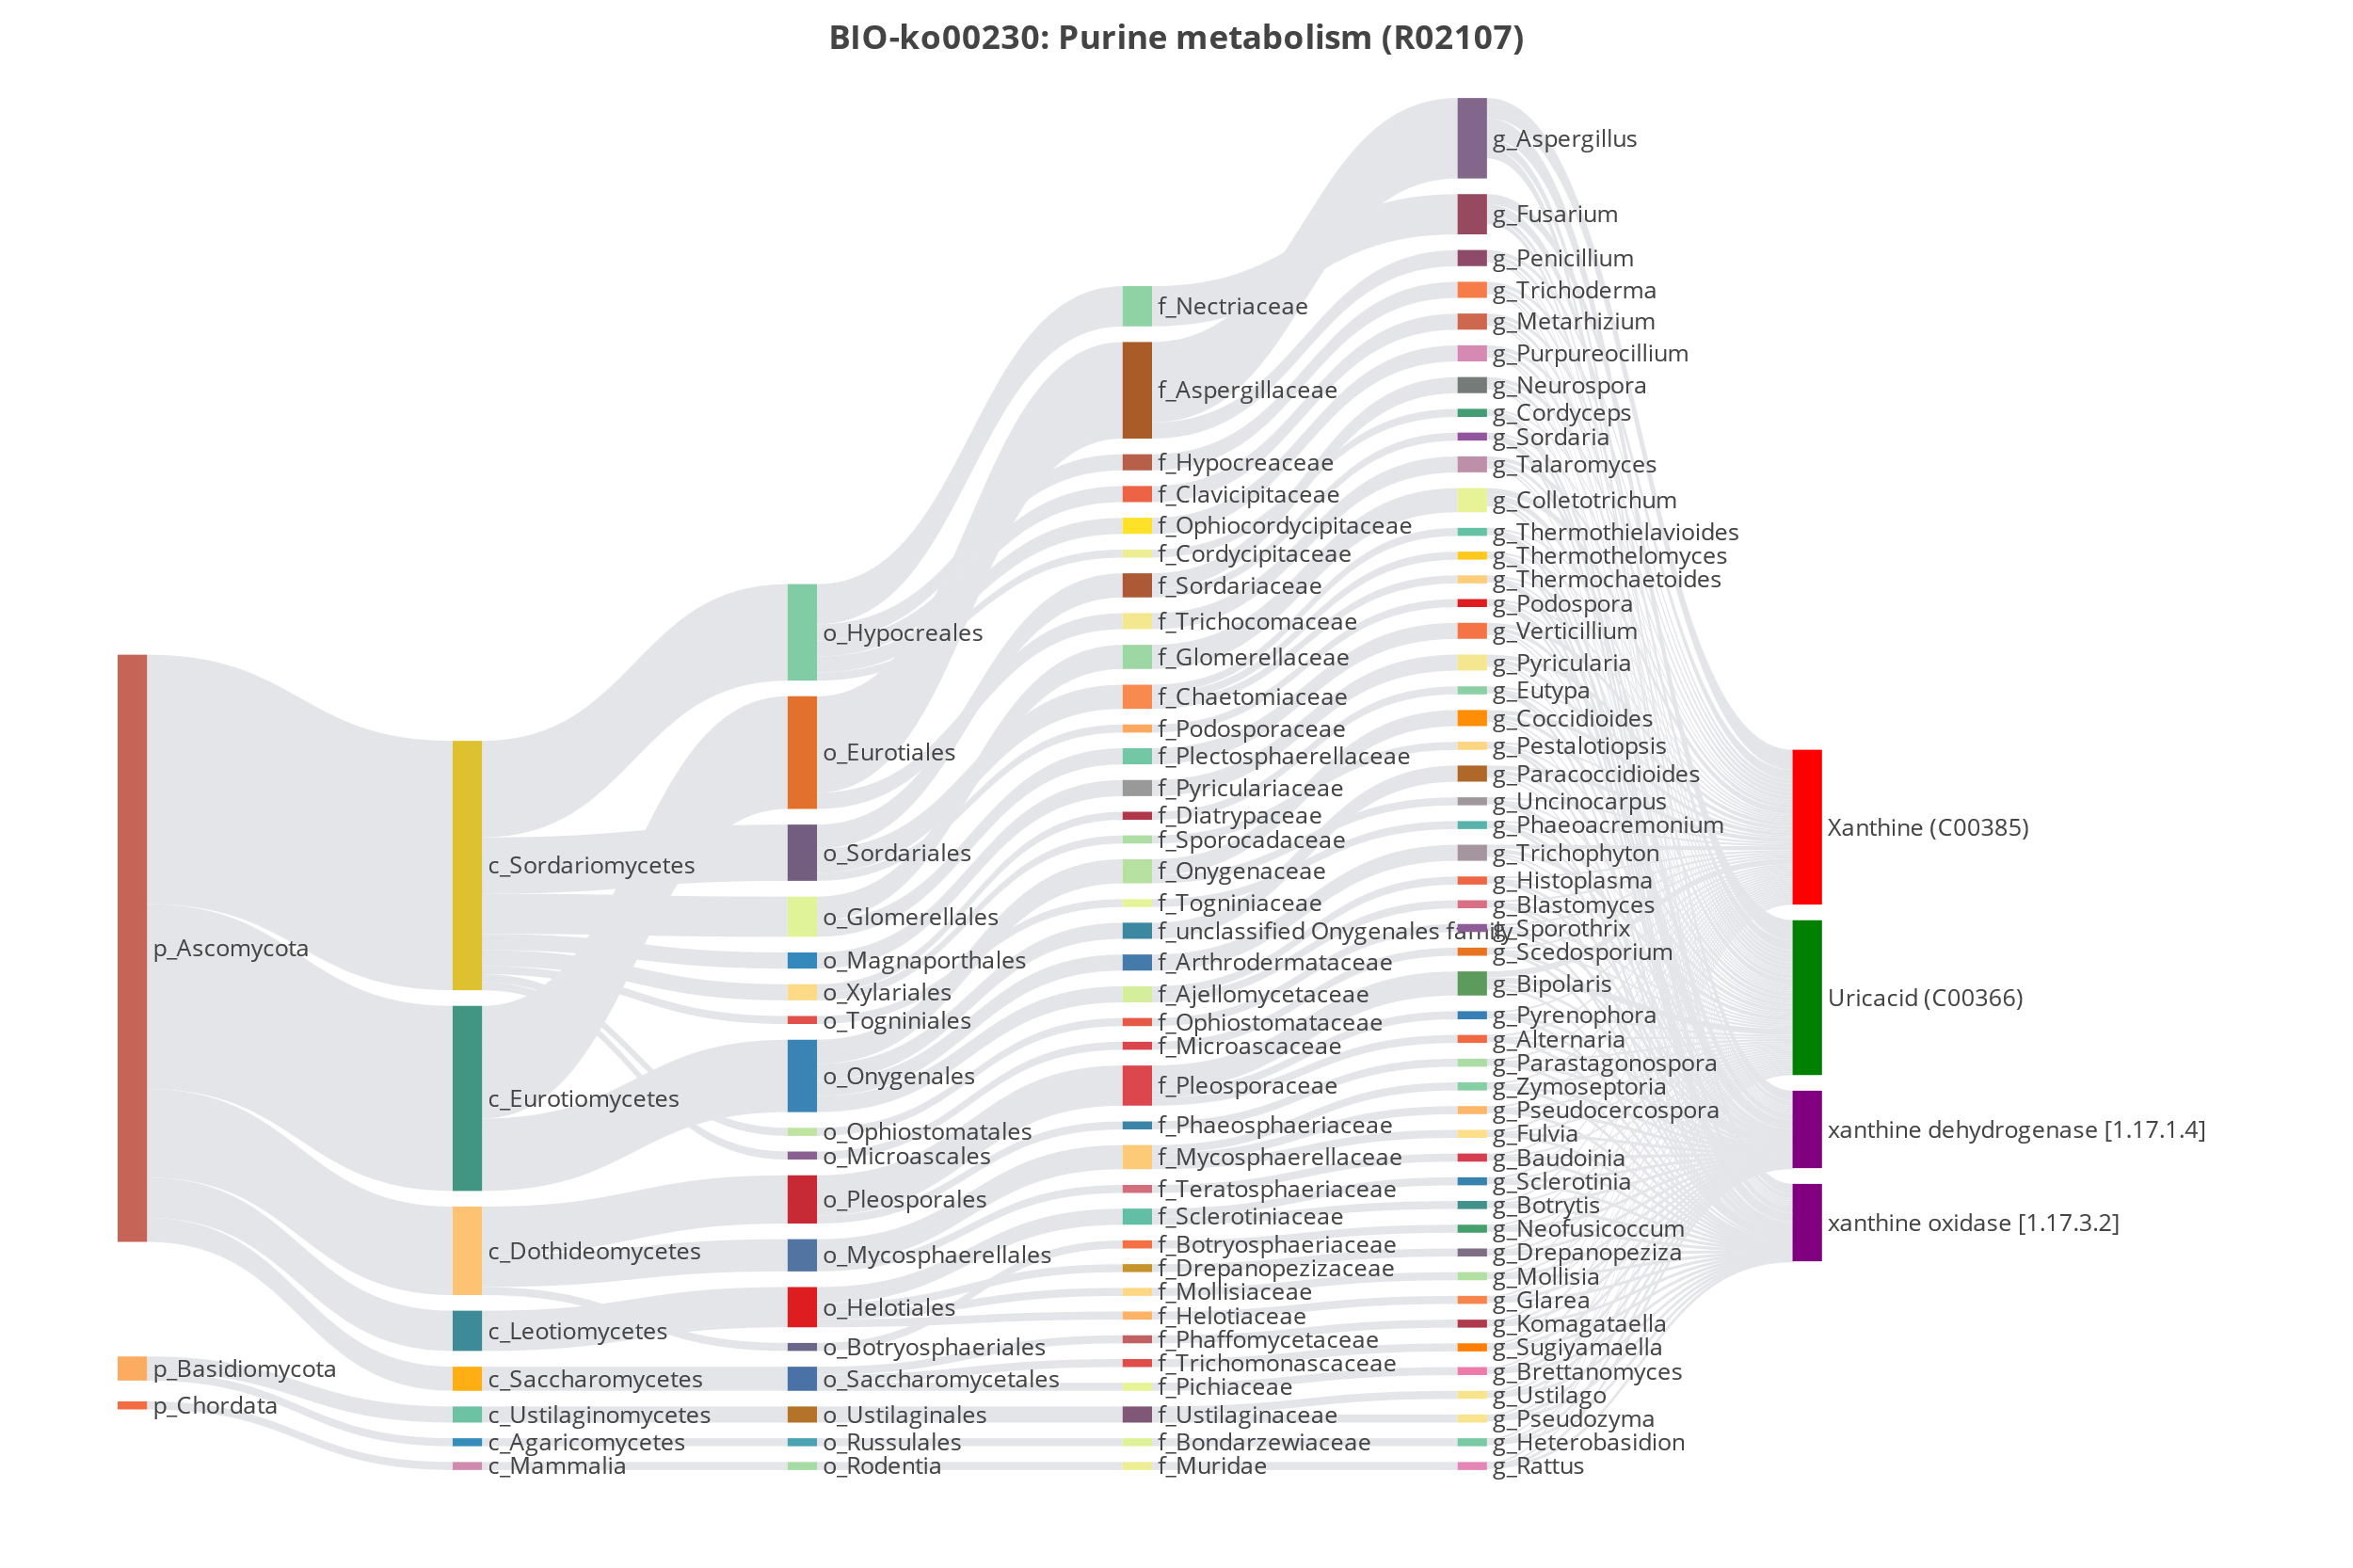 BIO-ko00230: Purine metabolism (R02107)
p_Ascomycota
p_Basidiomycota
p_Chordata
c_Sordariomycetes
c_Eurotiomycetes
c_Dothideomycetes
c_Leotiomycetes
c_Saccharomycetes
c_Ustilaginomycetes
c_Agaricomycetes
c_Mammalia
o_Hypocreales
o_Eurotiales
o_Sordariales
o_Glomerellales
o_Magnaporthales
o_Xylariales
o_Togniniales
o_Onygenales
o_Ophiostomatales
o_Microascales
o_Pleosporales
o_Mycosphaerellales
o_Helotiales
o_Botryosphaeriales
o_Saccharomycetales
o_Ustilaginales
o_Russulales
o_Rodentia
f_Nectriaceae
f_Aspergillaceae
f_Hypocreaceae
f_Clavicipitaceae
f_Ophiocordycipitaceae
f_Cordycipitaceae
f_Sordariaceae
f_Trichocomaceae
f_Glomerellaceae
f_Chaetomiaceae
f_Podosporaceae
f_Plectosphaerellaceae
f_Pyriculariaceae
f_Diatrypaceae
f_Sporocadaceae
f_Onygenaceae
f_Togniniaceae
f_unclassified Onygenales family
f_Arthrodermataceae
f_Ajellomycetaceae
f_Ophiostomataceae
f_Microascaceae
f_Pleosporaceae
f_Phaeosphaeriaceae
f_Mycosphaerellaceae
f_Teratosphaeriaceae
f_Sclerotiniaceae
f_Botryosphaeriaceae
f_Drepanopezizaceae
f_Mollisiaceae
f_Helotiaceae
f_Phaffomycetaceae
f_Trichomonascaceae
f_Pichiaceae
f_Ustilaginaceae
f_Bondarzewiaceae
f_Muridae
g_Aspergillus
g_Fusarium
g_Penicillium
g_Trichoderma
g_Metarhizium
g_Purpureocillium
g_Neurospora
g_Cordyceps
g_Sordaria
g_Talaromyces
g_Colletotrichum
g_Thermothielavioides
g_Thermothelomyces
g_Thermochaetoides
g_Podospora
g_Verticillium
g_Pyricularia
g_Eutypa
g_Coccidioides
g_Pestalotiopsis
g_Paracoccidioides
g_Uncinocarpus
g_Phaeoacremonium
g_Trichophyton
g_Histoplasma
g_Blastomyces
g_Sporothrix
g_Scedosporium
g_Bipolaris
g_Pyrenophora
g_Alternaria
g_Parastagonospora
g_Zymoseptoria
g_Pseudocercospora
g_Fulvia
g_Baudoinia
g_Sclerotinia
g_Botrytis
g_Neofusicoccum
g_Drepanopeziza
g_Mollisia
g_Glarea
g_Komagataella
g_Sugiyamaella
g_Brettanomyces
g_Ustilago
g_Pseudozyma
g_Heterobasidion
g_Rattus
Xanthine (C00385)
Uricacid (C00366)
xanthine dehydrogenase [1.17.1.4]
xanthine oxidase [1.17.3.2]